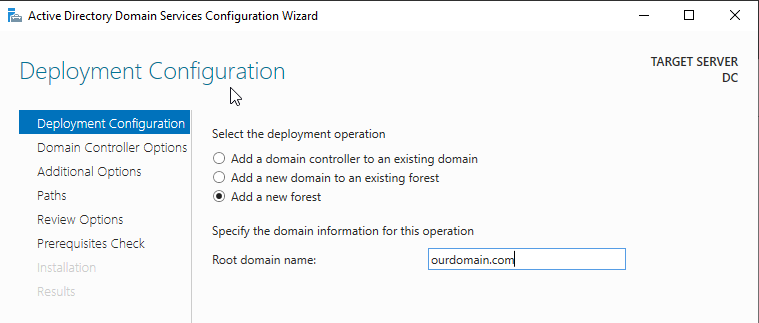 Active Directory Domain Services Configuration Wizard
Deployment Configuration
TARGET SERVER
DC
Deployment Configuration
Domain Controller Options
Additional Options
Paths
Review Options
Prerequisites Check
Installation
Results
Select the deployment operation
Add a domain controller to an existing domain
Add a new domain to an existing forest
Add a new forest
Specify the domain information for this operation
Root domain name: ourdomain.com